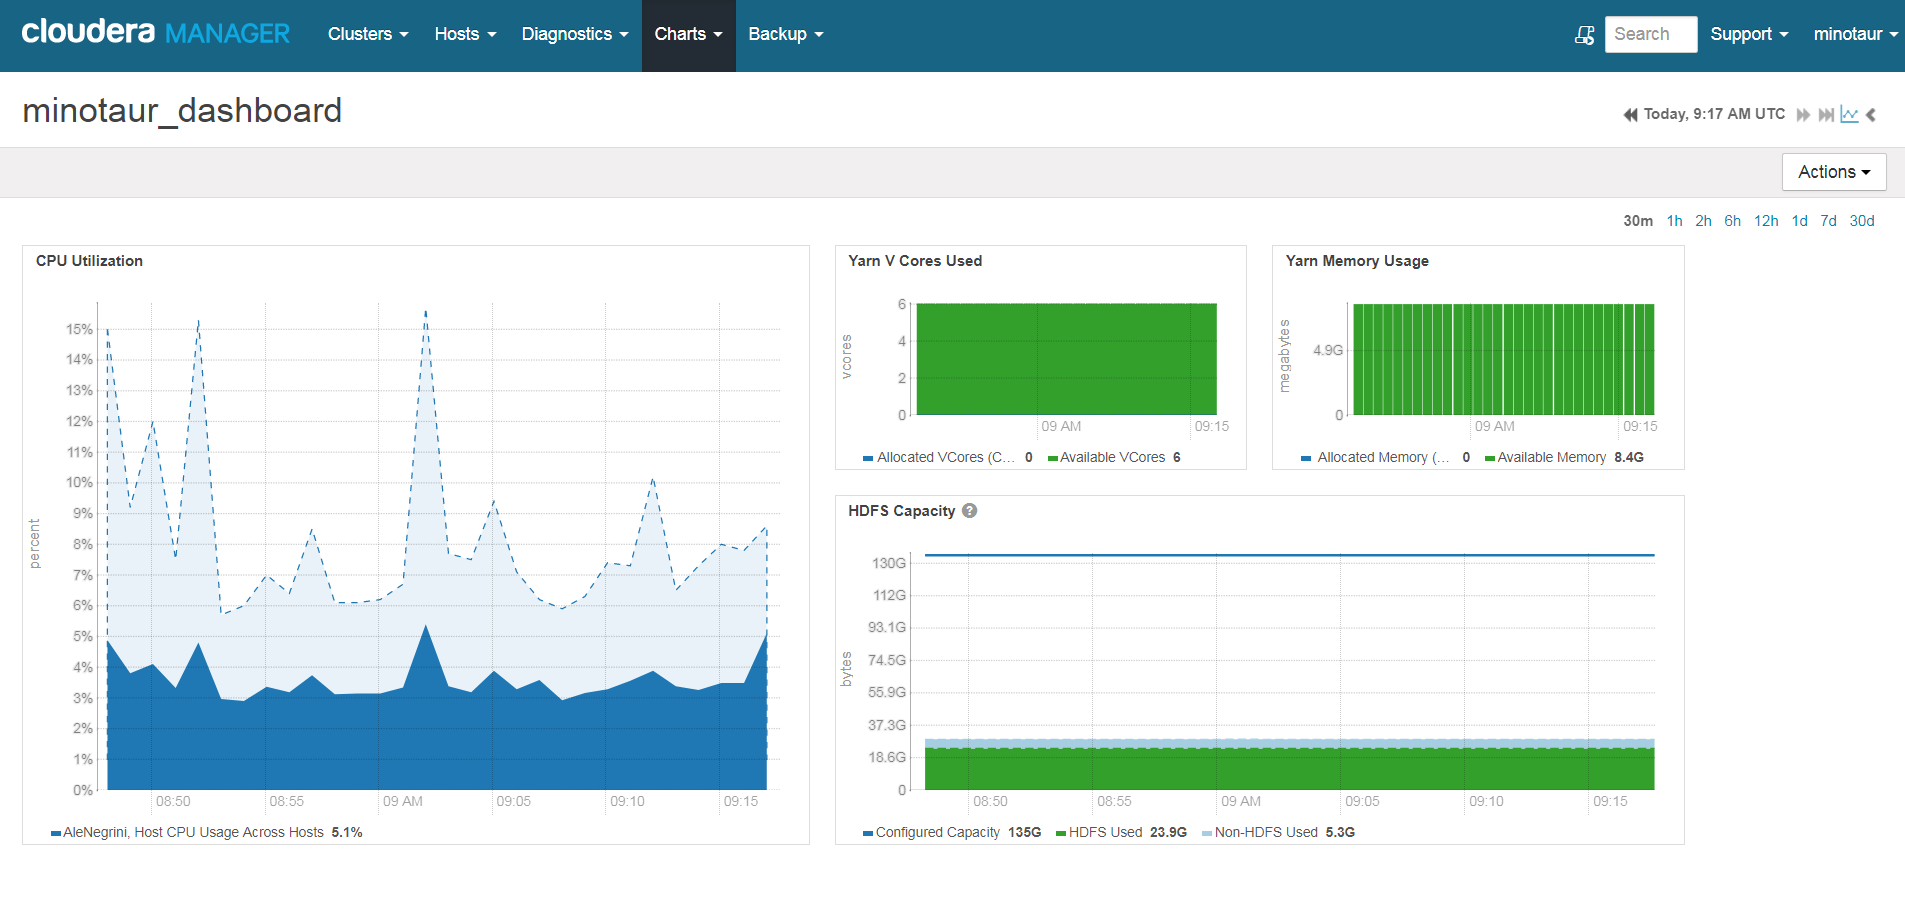 cloudera MANAGER Clusters Hosts Diagnostics Charts Backup Search Support minotaur
minotaur_dashboard
Today, 9:17 AM UTC
Actions
30m 1h 2h 6h 12h 1d 7d 30d
CPU Utilization
percent
15%
14%
13%
12%
11%
10%
9%
8%
7%
6%
5%
4%
3%
2%
1%
0%
08:50 08:55 09 AM 09:05 09:10 09:15
AleNegrini, Host CPU Usage Across Hosts 5.1%
Yarn V Cores Used
vcores
6
4
2
0
09 AM 09:15
Allocated VCores (C... 0 Available VCores 6
Yarn Memory Usage
megabytes
4.9G
0
09 AM 09:15
Allocated Memory (... 0 Available Memory 8.4G
HDFS Capacity ?
bytes
130G
112G
93.1G
74.5G
55.9G
37.3G
18.6G
0
08:50 08:55 09 AM 09:05 09:10 09:15
Configured Capacity 135G HDFS Used 23.9G Non-HDFS Used 5.3G